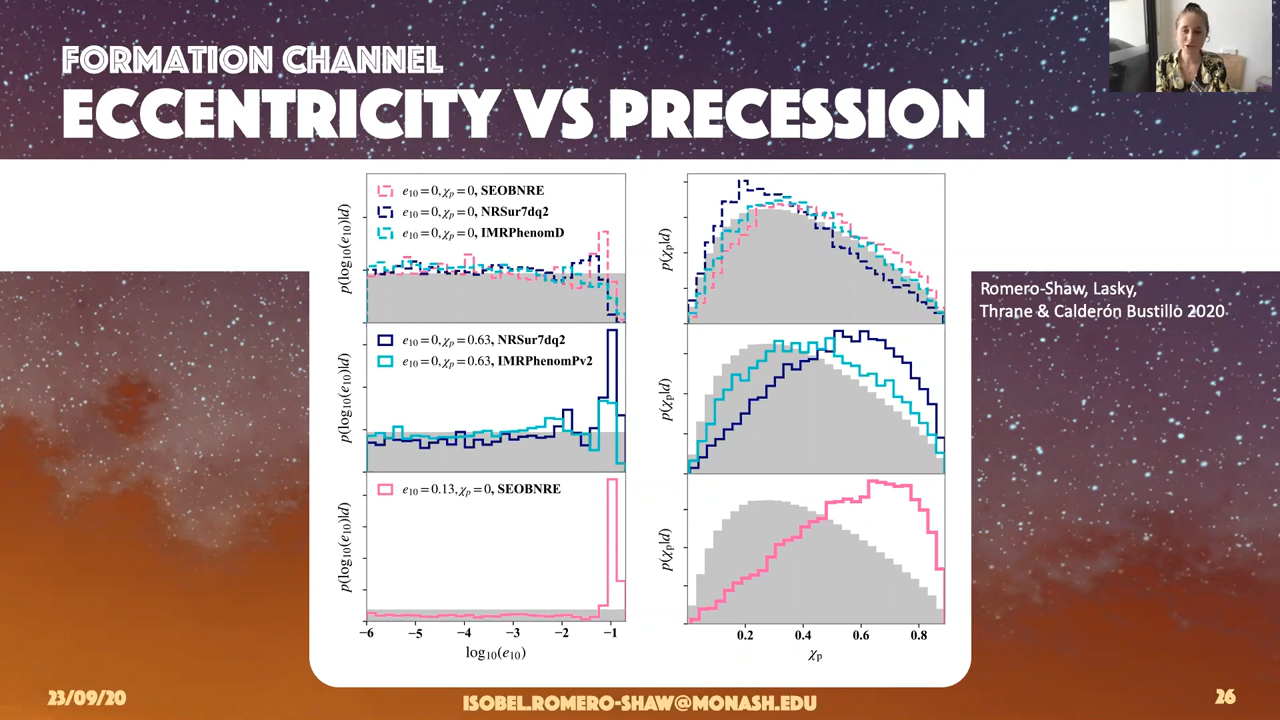 FORMATION CHANNEL
ECCENTRICITY VS PRECESSION
e10 = 0, χp = 0, SEOBNRE
e10 = 0, χp = 0, NRSur7dq2
e10 = 0, χp = 0, IMRPhenomD
p(log10(e10)|d)
p(χp|d)
Romero-Shaw, Lasky,
Thrane & Calderón Bustillo 2020
e10 = 0, χp = 0.63, NRSur7dq2
e10 = 0, χp = 0.63, IMRPhenomPv2
p(log10(e10)|d)
p(χp|d)
e10 = 0.13, χp = 0, SEOBNRE
p(log10(e10)|d)
p(χp|d)
−6 −5 −4 −3 −2 −1
log10(e10)
0.2 0.4 0.6 0.8
χp
23/09/20
ISOBEL.ROMERO-SHAW@MONASH.EDU
26